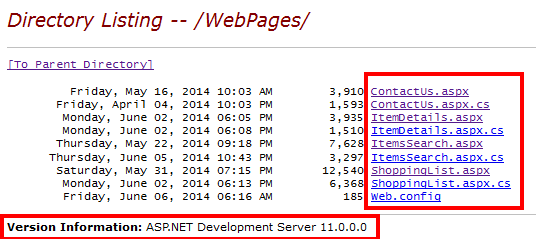 Directory Listing -- /WebPages/
[To Parent Directory]
Friday, May 16, 2014 10:03 AM 3,910 ContactUs.aspx
Friday, April 04, 2014 10:03 AM 1,593 ContactUs.aspx.cs
Monday, June 02, 2014 06:05 PM 3,935 ItemDetails.aspx
Monday, June 02, 2014 06:08 PM 1,510 ItemDetails.aspx.cs
Thursday, May 22, 2014 09:18 PM 7,628 ItemsSearch.aspx
Thursday, June 05, 2014 10:43 PM 3,297 ItemsSearch.aspx.cs
Saturday, May 31, 2014 07:15 PM 12,540 ShoppingList.aspx
Monday, June 02, 2014 06:13 PM 6,368 ShoppingList.aspx.cs
Friday, June 06, 2014 06:16 AM 185 Web.config
Version Information: ASP.NET Development Server 11.0.0.0